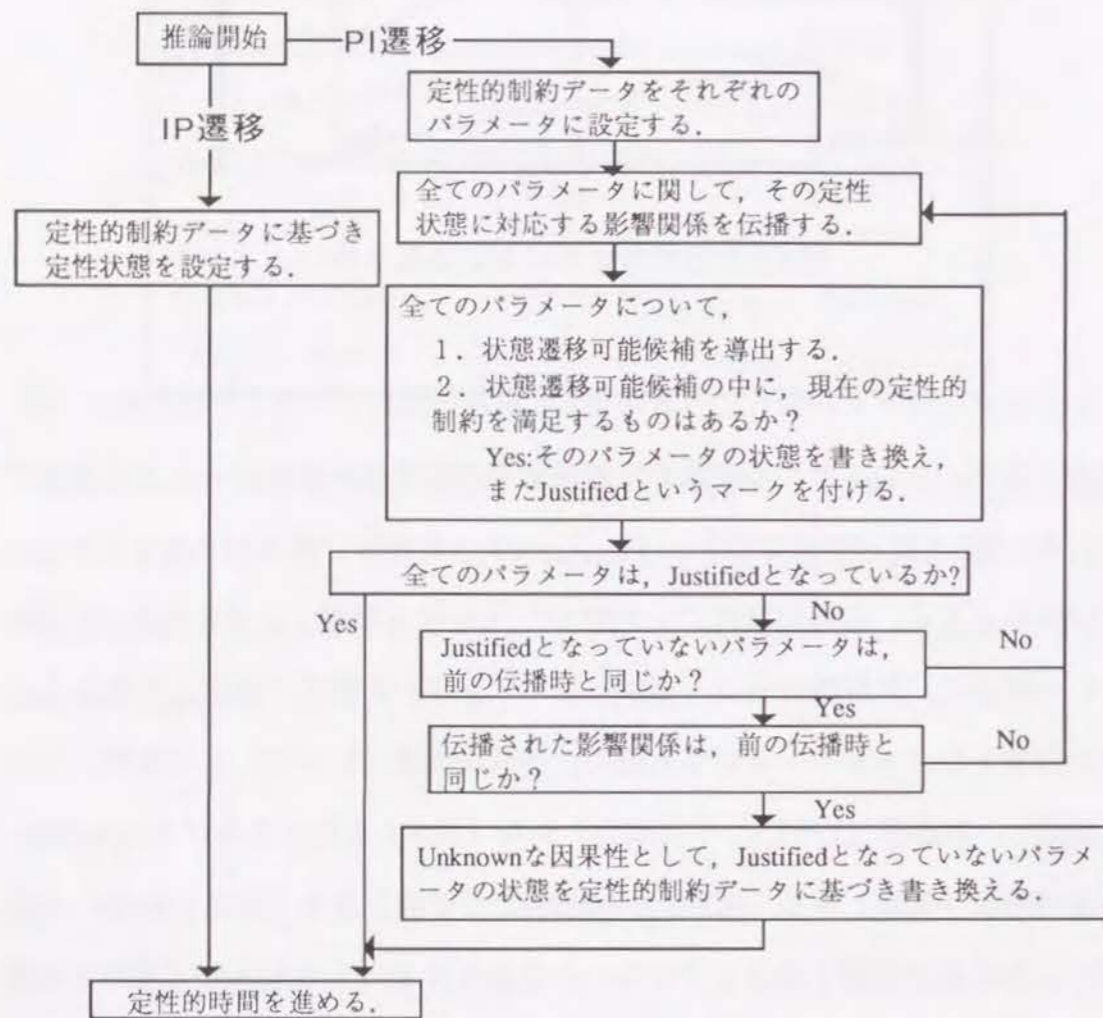 推論開始
PI遷移
IP遷移
定性的制約データをそれぞれの
パラメータに設定する．
全てのパラメータに関して，その定性
状態に対応する影響関係を伝播する．
定性的制約データに基づき
定性状態を設定する．
全てのパラメータについて，
１．状態遷移可能候補を導出する．
２．状態遷移可能候補の中に，現在の定性的
制約を満足するものはあるか？
Yes:そのパラメータの状態を書き換え，
またJustifiedというマークを付ける．
全てのパラメータは，Justifiedとなっているか?
Yes
No
Justifiedとなっていないパラメータは，
前の伝播時と同じか？
No
Yes
伝播された影響関係は，前の伝播時と
同じか？
No
Yes
Unknownな因果性として，Justifiedとなっていないパラメ
ータの状態を定性的制約データに基づき書き換える．
定性的時間を進める．